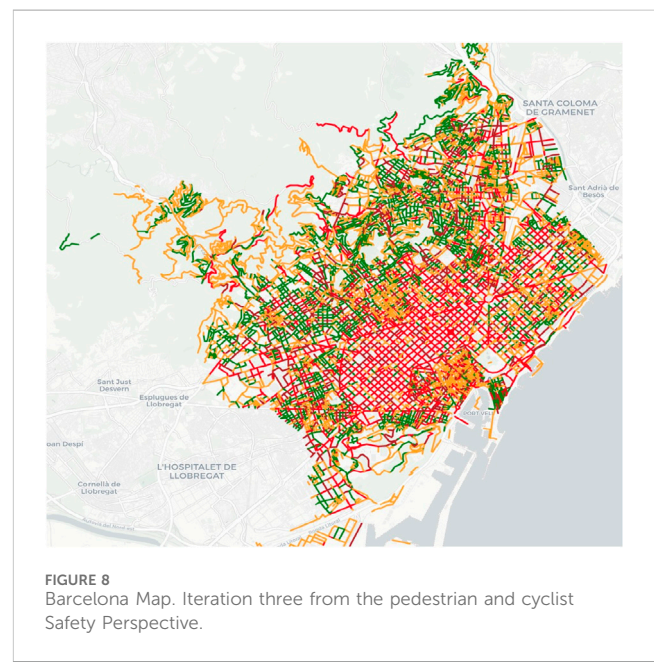 SANTA COLOMA
DE GRAMENET
Sant Adrià de
Besòs
Sant Just
Desvern
Esplugues de
Llobregat
oan Despí
L'HOSPITALET DE
LLOBREGAT
Cornellà de
Llobregat
PORT VELL
FIGURE 8
Barcelona Map. Iteration three from the pedestrian and cyclist
Safety Perspective.